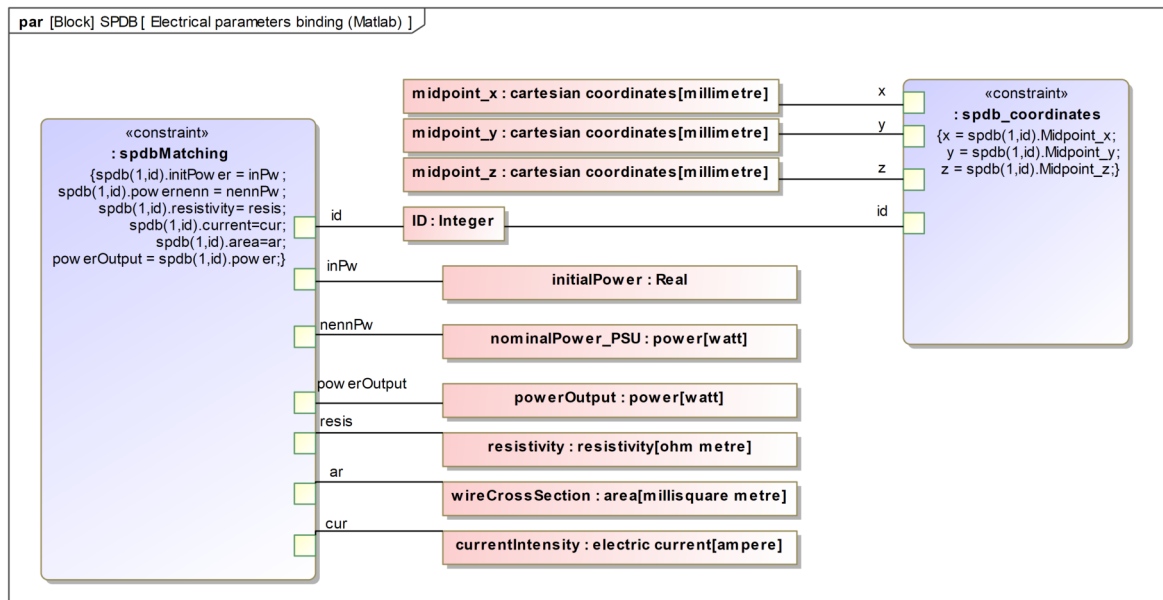 par [Block] SPDB [ Electrical parameters binding (Matlab) ]
«constraint»
: spdbMatching
{spdb(1,id).initPower = inPw;
spdb(1,id).powernenn = nennPw;
spdb(1,id).resistivity= resis;
spdb(1,id).current=cur;
spdb(1,id).area=ar;
powerOutput = spdb(1,id).power;}
id
inPw
nennPw
powerOutput
resis
ar
cur
midpoint_x : cartesian coordinates[millimetre]
midpoint_y : cartesian coordinates[millimetre]
midpoint_z : cartesian coordinates[millimetre]
ID : Integer
initialPower : Real
nominalPower_PSU : power[watt]
powerOutput : power[watt]
resistivity : resistivity[ohm metre]
wireCrossSection : area[millisquare metre]
currentIntensity : electric current[ampere]
x
y
z
id
«constraint»
: spdb_coordinates
{x = spdb(1,id).Midpoint_x;
y = spdb(1,id).Midpoint_y;
z = spdb(1,id).Midpoint_z;}